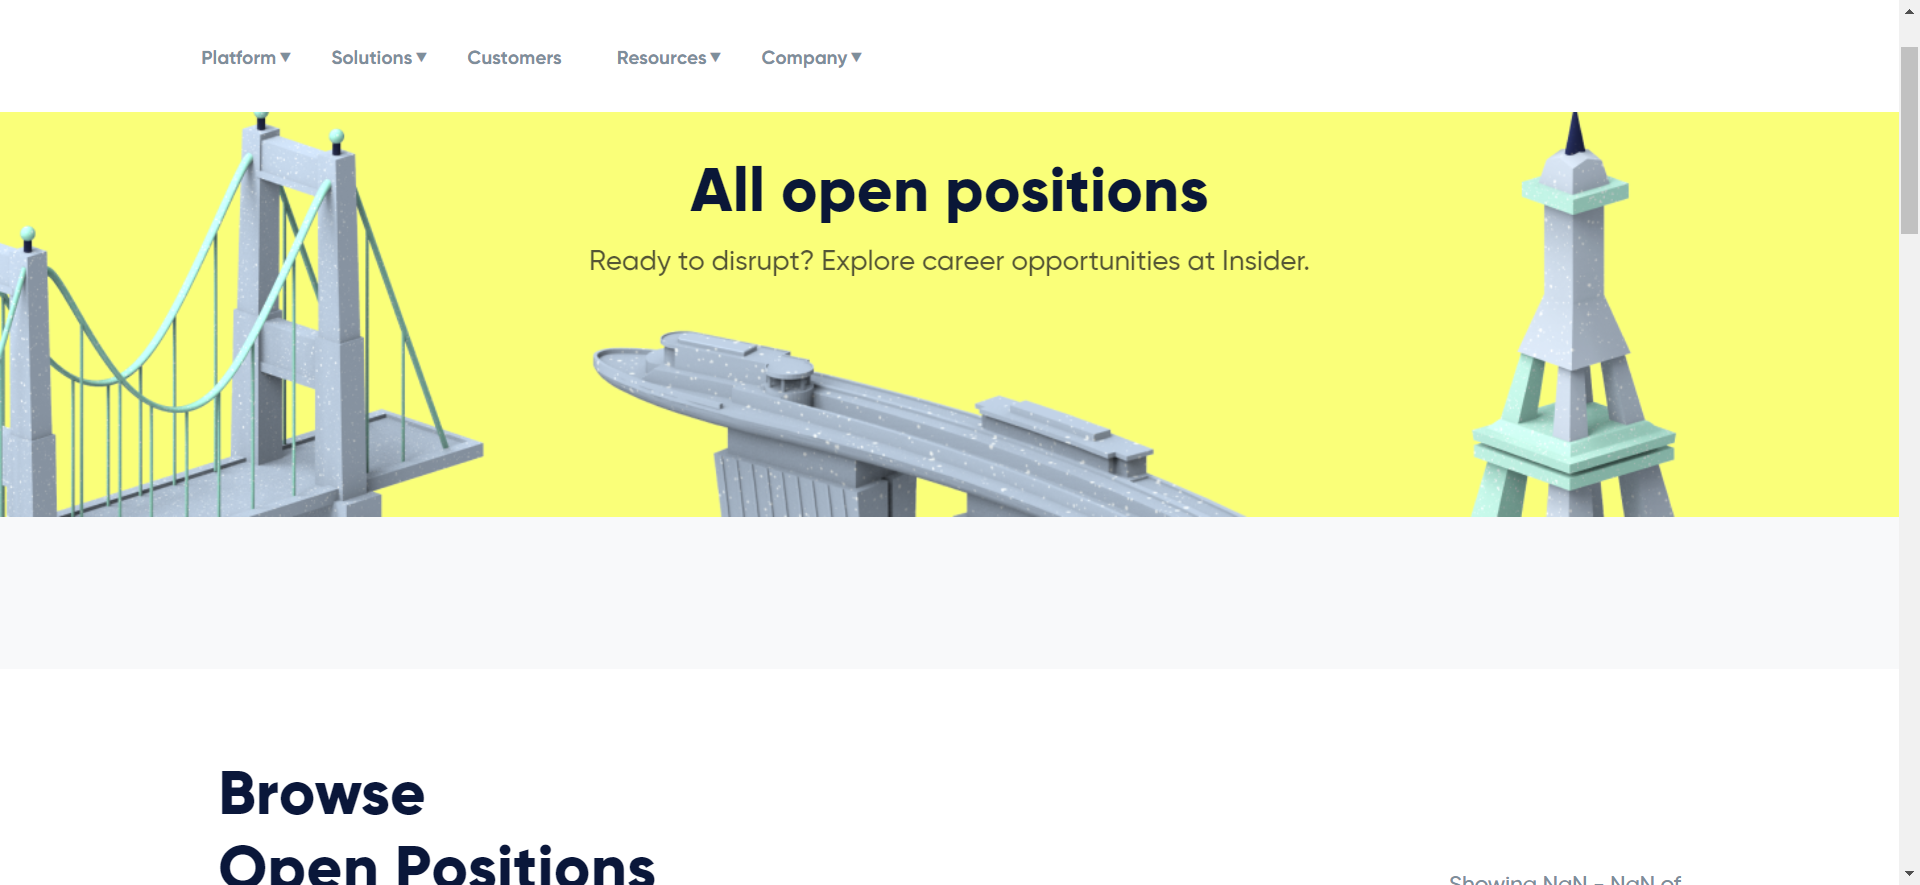 Platform ▼ Solutions ▼ Customers Resources ▼ Company ▼
All open positions
Ready to disrupt? Explore career opportunities at Insider.
Browse
Open Positions
Showing NaN - NaN of